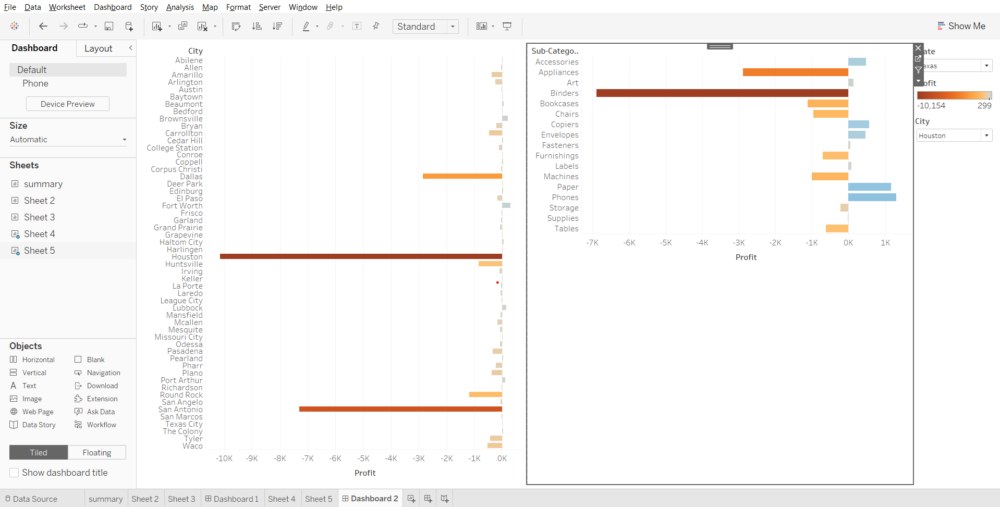 File Data Worksheet Dashboard Story Analysis Map Format Server Window Help
Standard
Show Me
Dashboard Layout
Default
Phone
Device Preview
Size
Automatic
Sheets
summary
Sheet 2
Sheet 3
Sheet 4
Sheet 5
Objects
Horizontal Blank
Vertical Navigation
Text Download
Image Extension
Web Page Ask Data
Data Story Workflow
Tiled Floating
Show dashboard title
City
Abilene
Allen
Amarillo
Arlington
Austin
Baytown
Beaumont
Bedford
Brownsville
Bryan
Carrollton
Cedar Hill
College Station
Conroe
Coppell
Corpus Christi
Dallas
Deer Park
Edinburg
El Paso
Fort Worth
Frisco
Garland
Grand Prairie
Grapevine
Haltom City
Harlingen
Houston
Huntsville
Irving
Keller
La Porte
Laredo
League City
Lubbock
Mansfield
Mcallen
Mesquite
Missouri City
Odessa
Pasadena
Pearland
Pharr
Plano
Port Arthur
Richardson
Round Rock
San Angelo
San Antonio
San Marcos
Texas City
The Colony
Tyler
Waco
-10K -9K -8K -7K -6K -5K -4K -3K -2K -1K 0K
Profit
Sub-Catego..
Accessories
Appliances
Art
Binders
Bookcases
Chairs
Copiers
Envelopes
Fasteners
Furnishings
Labels
Machines
Paper
Phones
Storage
Supplies
Tables
-7K -6K -5K -4K -3K -2K -1K 0K 1K
Profit
ate
exas
ofit
-10,154 299
City
Houston
Data Source summary Sheet 2 Sheet 3 Dashboard 1 Sheet 4 Sheet 5 Dashboard 2